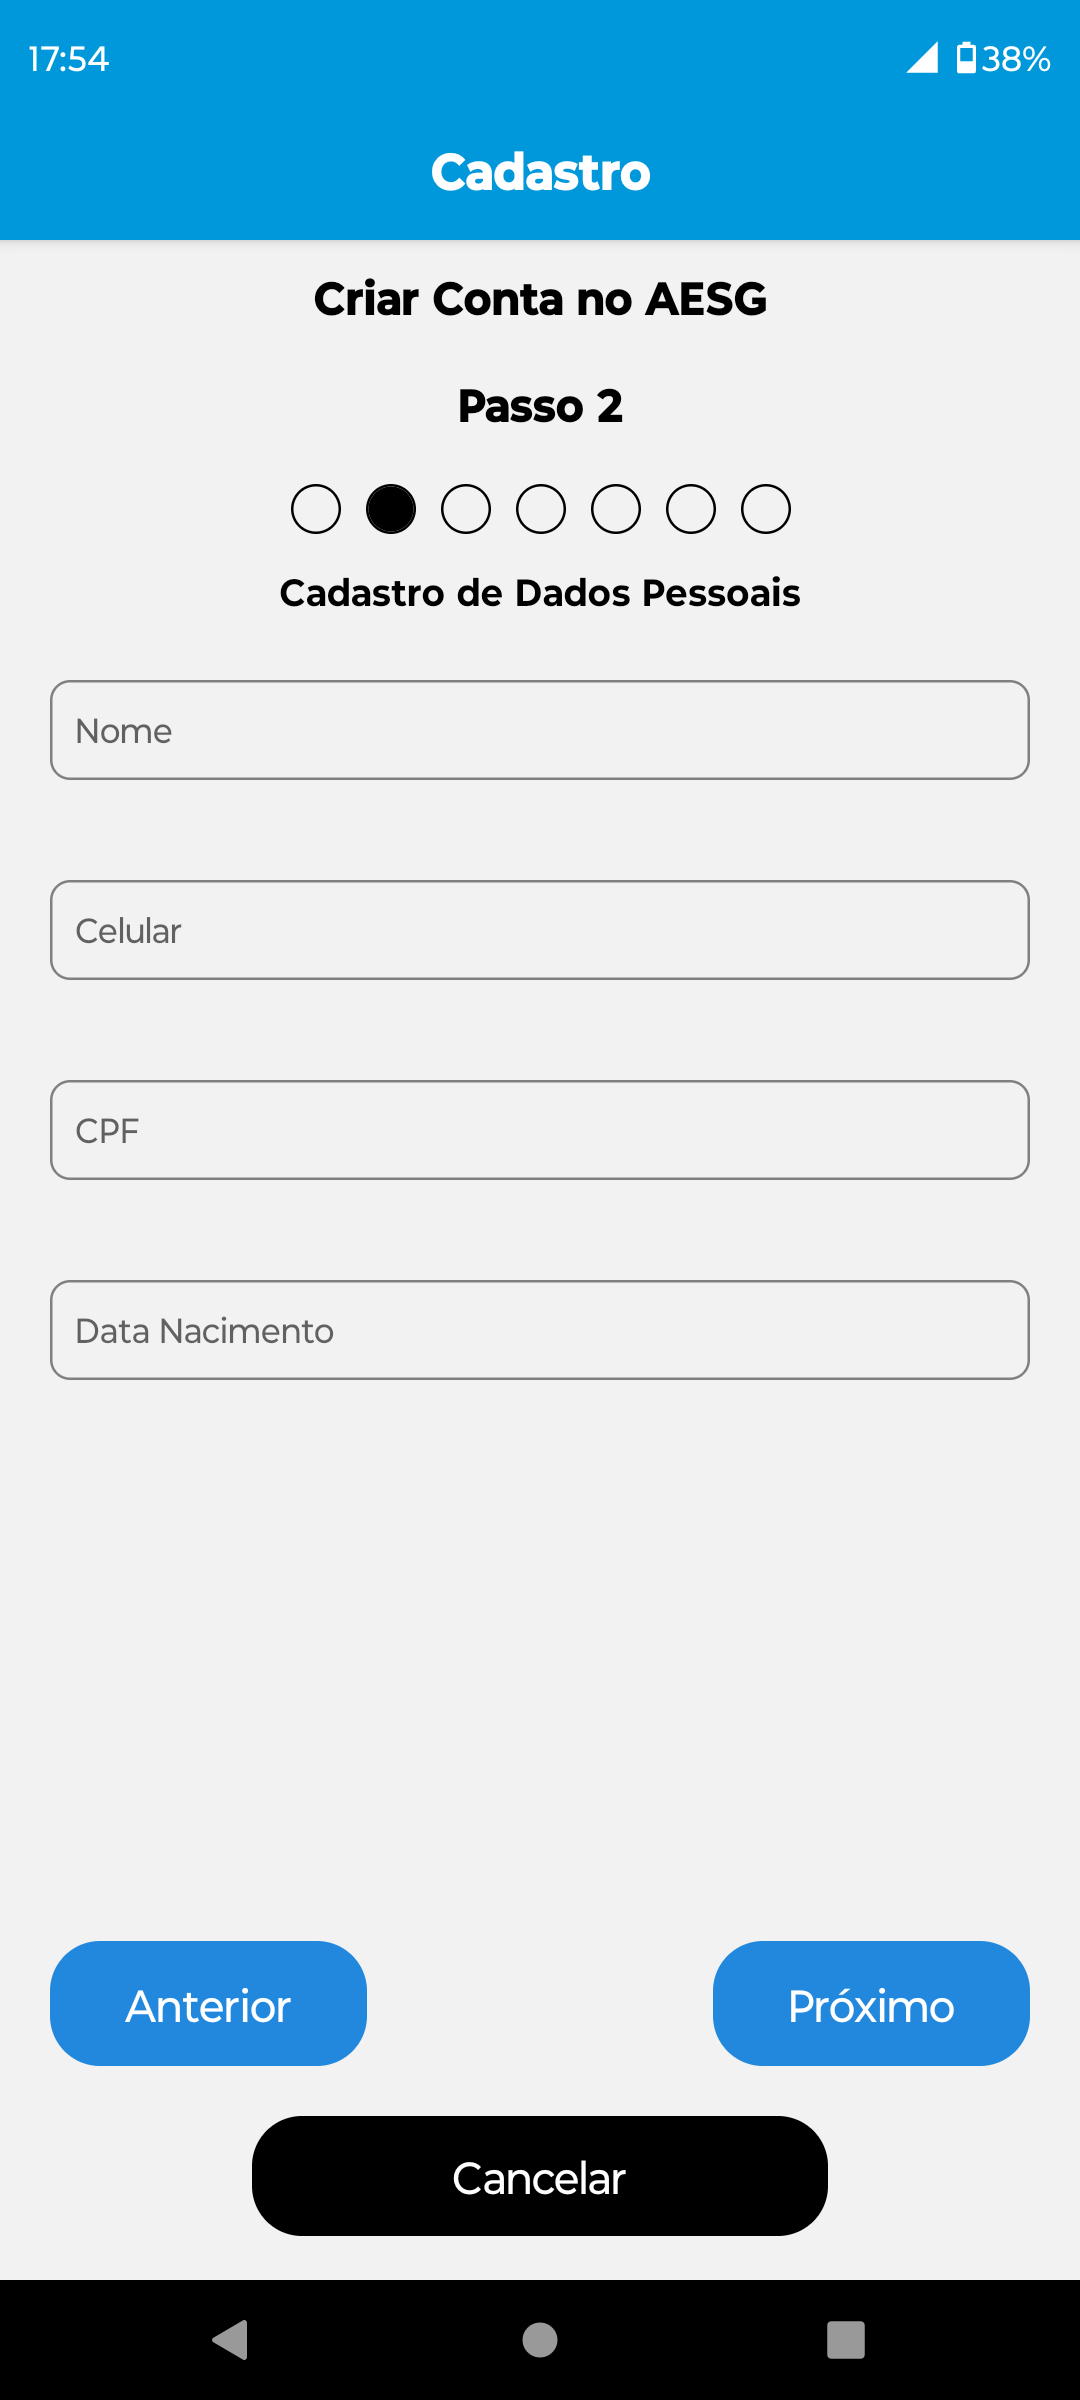 17:54
38%
Cadastro
Criar Conta no AESG
Passo 2
Cadastro de Dados Pessoais
Nome
Celular
CPF
Data Nacimento
Anterior
Próximo
Cancelar